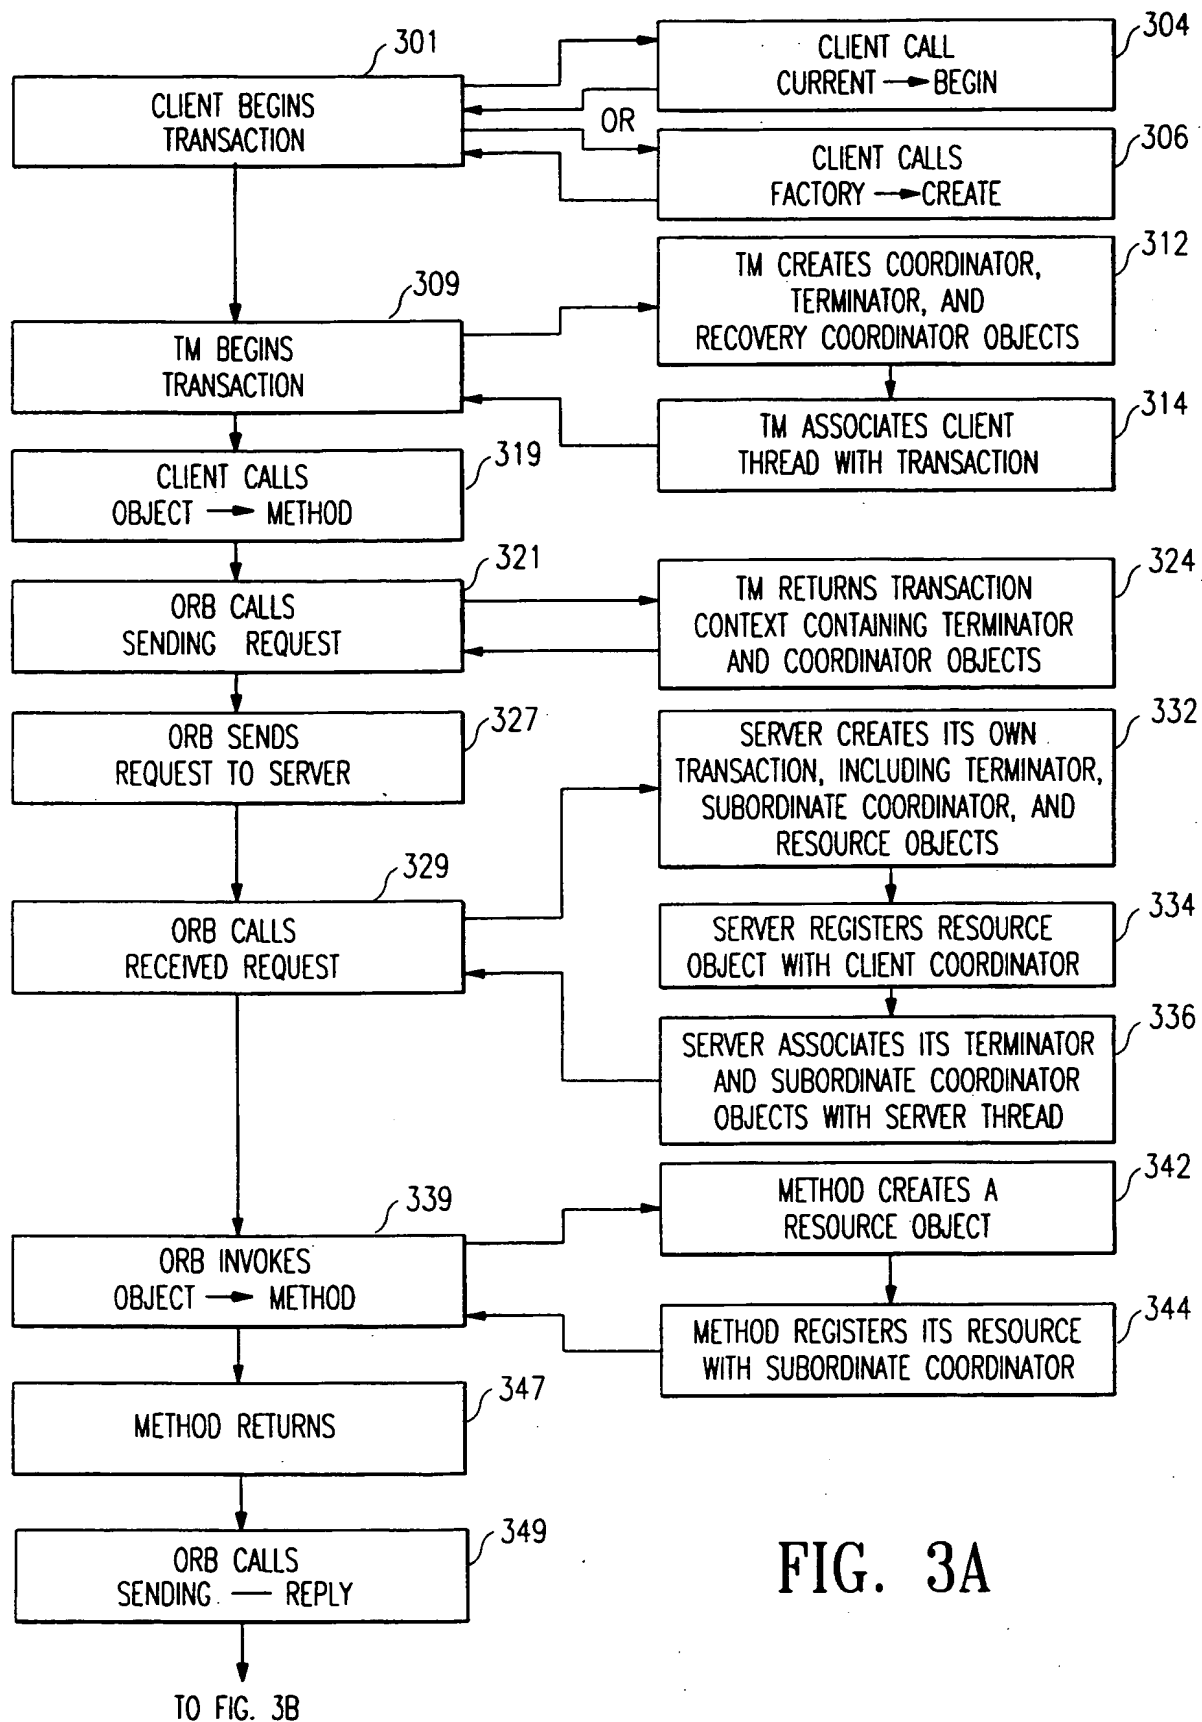 301
CLIENT BEGINS
TRANSACTION
304
CLIENT CALL
CURRENT → BEGIN
OR
306
CLIENT CALLS
FACTORY → CREATE
309
TM BEGINS
TRANSACTION
312
TM CREATES COORDINATOR,
TERMINATOR, AND
RECOVERY COORDINATOR OBJECTS
314
TM ASSOCIATES CLIENT
THREAD WITH TRANSACTION
319
CLIENT CALLS
OBJECT → METHOD
321
ORB CALLS
SENDING REQUEST
324
TM RETURNS TRANSACTION
CONTEXT CONTAINING TERMINATOR
AND COORDINATOR OBJECTS
327
ORB SENDS
REQUEST TO SERVER
329
ORB CALLS
RECEIVED REQUEST
332
SERVER CREATES ITS OWN
TRANSACTION, INCLUDING TERMINATOR,
SUBORDINATE COORDINATOR, AND
RESOURCE OBJECTS
334
SERVER REGISTERS RESOURCE
OBJECT WITH CLIENT COORDINATOR
336
SERVER ASSOCIATES ITS TERMINATOR
AND SUBORDINATE COORDINATOR
OBJECTS WITH SERVER THREAD
339
ORB INVOKES
OBJECT → METHOD
342
METHOD CREATES A
RESOURCE OBJECT
344
METHOD REGISTERS ITS RESOURCE
WITH SUBORDINATE COORDINATOR
347
METHOD RETURNS
349
ORB CALLS
SENDING — REPLY
TO FIG. 3B
FIG. 3A